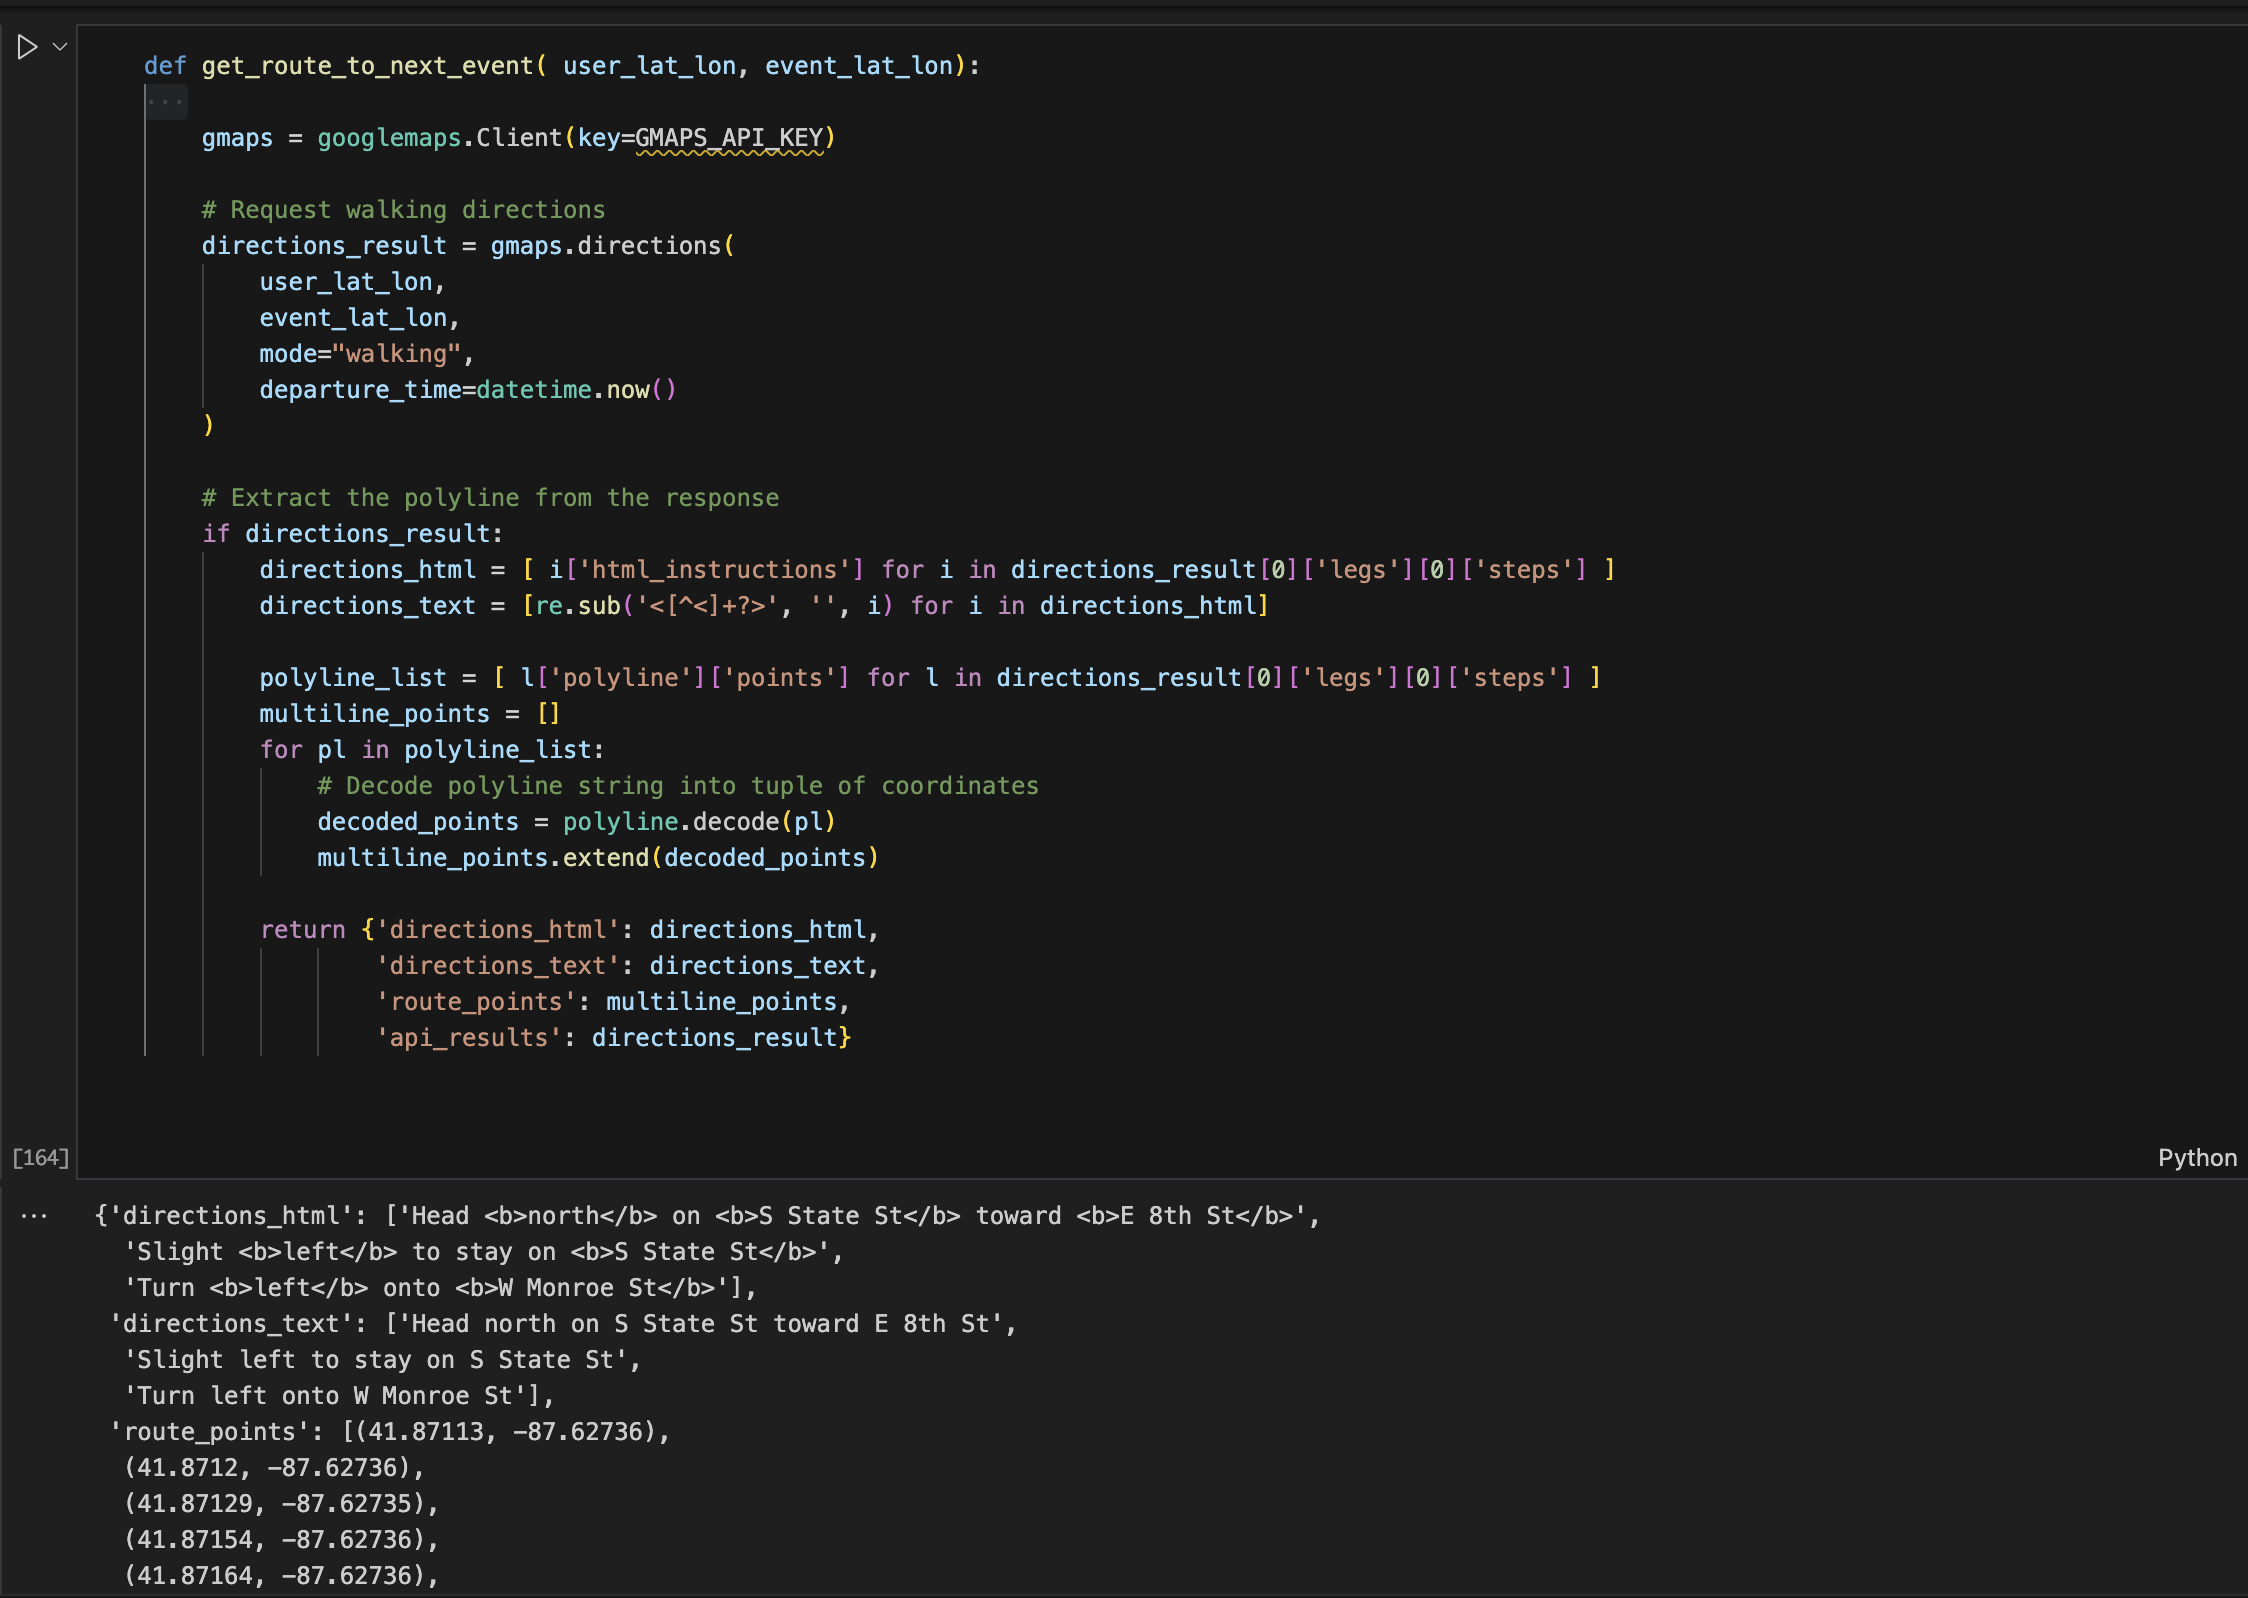 def get_route_to_next_event( user_lat_lon, event_lat_lon):
...
gmaps = googlemaps.Client(key=GMAPS_API_KEY)
# Request walking directions
directions_result = gmaps.directions(
user_lat_lon,
event_lat_lon,
mode="walking",
departure_time=datetime.now()
)
# Extract the polyline from the response
if directions_result:
directions_html = [ i['html_instructions'] for i in directions_result[0]['legs'][0]['steps'] ]
directions_text = [re.sub('<[^<]+?>', '', i) for i in directions_html]
polyline_list = [ l['polyline']['points'] for l in directions_result[0]['legs'][0]['steps'] ]
multiline_points = []
for pl in polyline_list:
# Decode polyline string into tuple of coordinates
decoded_points = polyline.decode(pl)
multiline_points.extend(decoded_points)
return {'directions_html': directions_html,
'directions_text': directions_text,
'route_points': multiline_points,
'api_results': directions_result}
[164]
Python
... {'directions_html': ['Head <b>north</b> on <b>S State St</b> toward <b>E 8th St</b>',
'Slight <b>left</b> to stay on <b>S State St</b>',
'Turn <b>left</b> onto <b>W Monroe St</b>'],
'directions_text': ['Head north on S State St toward E 8th St',
'Slight left to stay on S State St',
'Turn left onto W Monroe St'],
'route_points': [(41.87113, -87.62736),
(41.8712, -87.62736),
(41.87129, -87.62735),
(41.87154, -87.62736),
(41.87164, -87.62736),